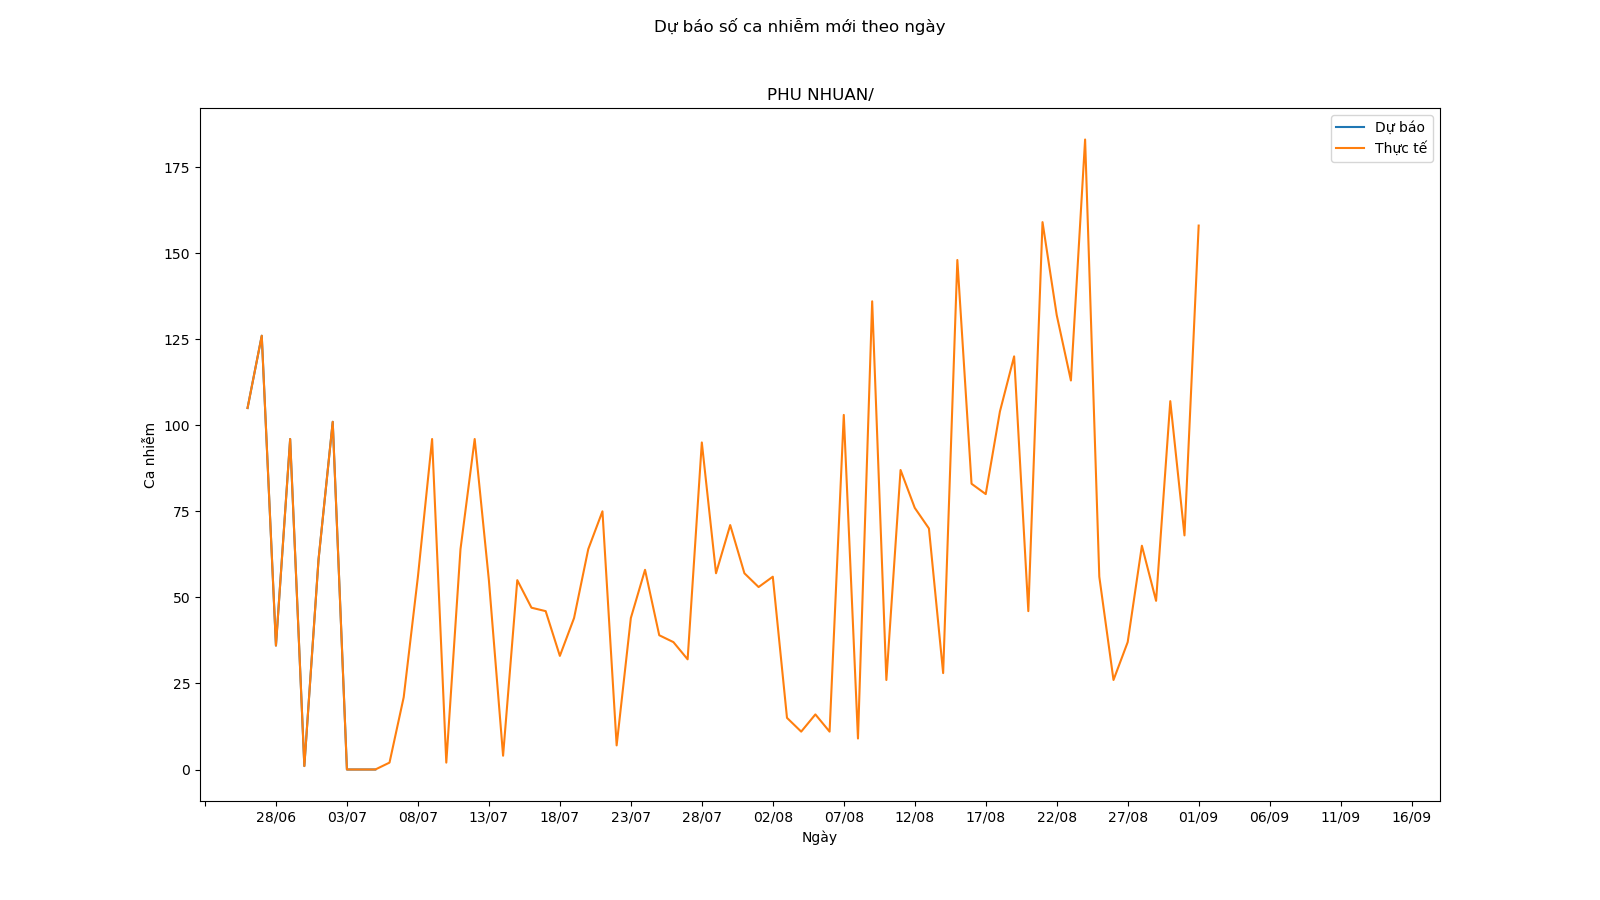 Dự báo số ca nhiễm mới theo ngày
PHU NHUAN/
Dự báo
Thực tế
175
150
125
100
75
50
25
0
Ca nhiễm
28/06 03/07 08/07 13/07 18/07 23/07 28/07 02/08 07/08 12/08 17/08 22/08 27/08 01/09 06/09 11/09 16/09
Ngày